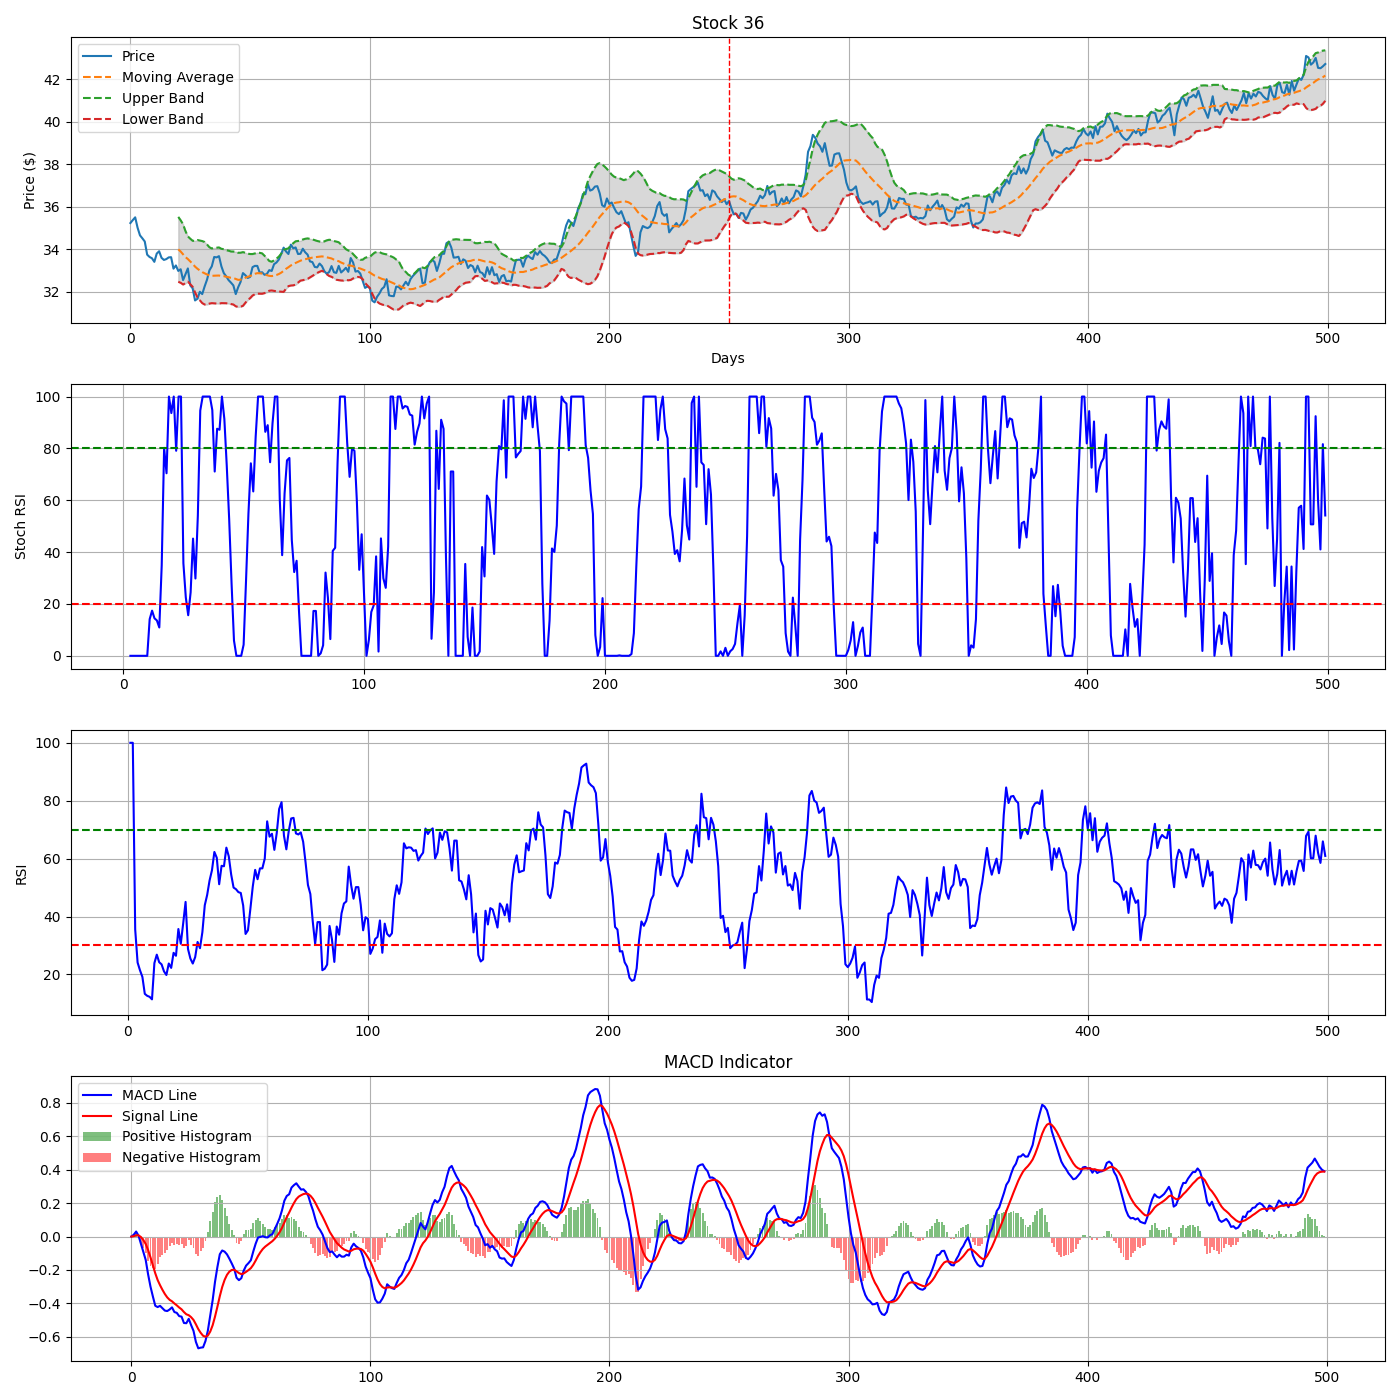 Stock 36
Price
Moving Average
Upper Band
Lower Band
Price ($)
42
40
38
36
34
32
0 100 200 300 400 500
Days
Stoch RSI
100
80
60
40
20
0
0 100 200 300 400 500
RSI
100
80
60
40
20
0 100 200 300 400 500
MACD Indicator
MACD Line
Signal Line
Positive Histogram
Negative Histogram
0.8
0.6
0.4
0.2
0.0
−0.2
−0.4
−0.6
0 100 200 300 400 500